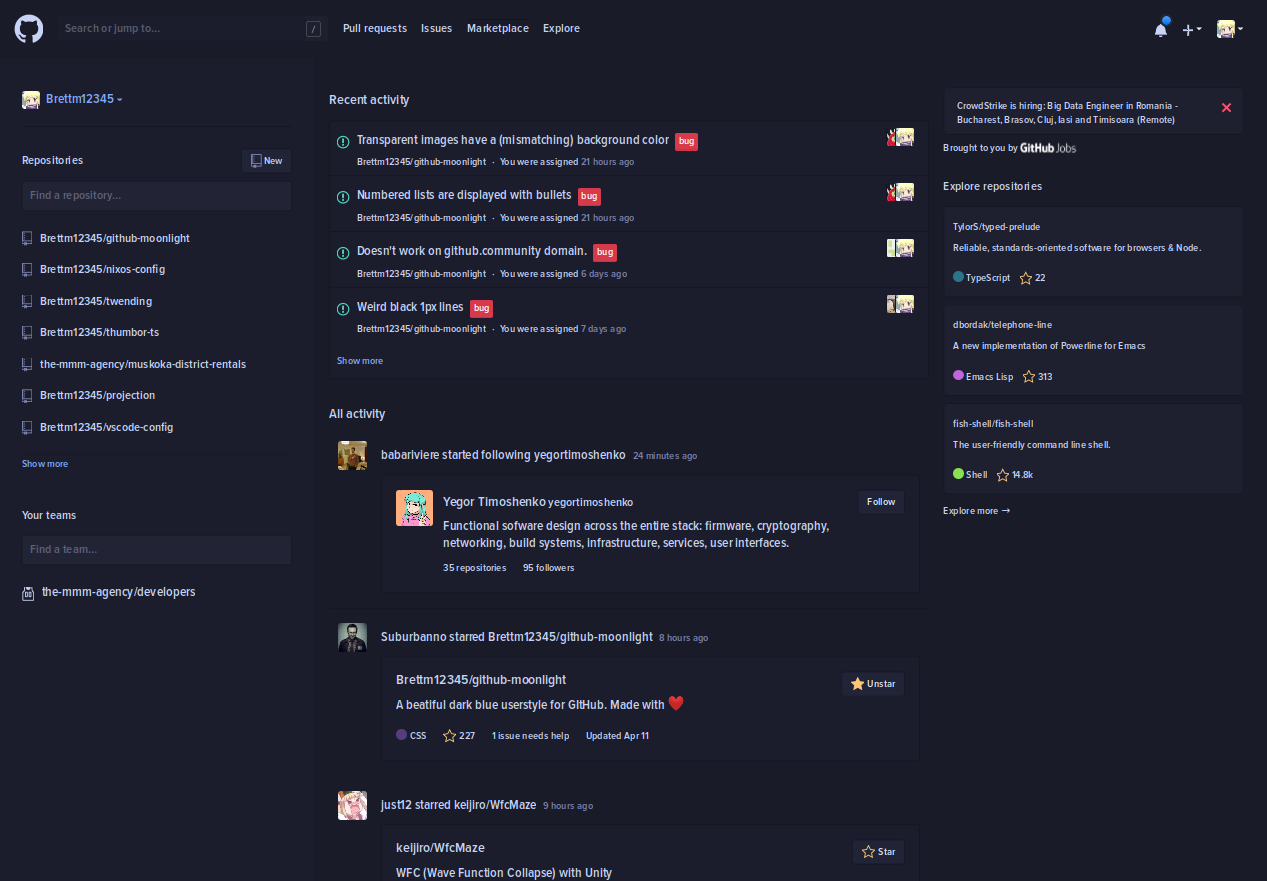 Search or jump to...
/
Pull requests
Issues
Marketplace
Explore
Brettm12345
Repositories
New
Find a repository...
Brettm12345/github-moonlight
Brettm12345/nixos-config
Brettm12345/twending
Brettm12345/thumbor-ts
the-mmm-agency/muskoka-district-rentals
Brettm12345/projection
Brettm12345/vscode-config
Show more
Your teams
Find a team...
the-mmm-agency/developers
Recent activity
Transparent images have a (mismatching) background color bug
Brettm12345/github-moonlight · You were assigned 21 hours ago
Numbered lists are displayed with bullets bug
Brettm12345/github-moonlight · You were assigned 21 hours ago
Doesn't work on github.community domain. bug
Brettm12345/github-moonlight · You were assigned 6 days ago
Weird black 1px lines bug
Brettm12345/github-moonlight · You were assigned 7 days ago
Show more
All activity
babariviere started following yegortimoshenko 24 minutes ago
Yegor Timoshenko yegortimoshenko
Follow
Functional sofware design across the entire stack: firmware, cryptography,
networking, build systems, infrastructure, services, user interfaces.
35 repositories 95 followers
Suburbanno starred Brettm12345/github-moonlight 8 hours ago
Brettm12345/github-moonlight
Unstar
A beatiful dark blue userstyle for GitHub. Made with ❤️
CSS 227 1 issue needs help Updated Apr 11
just12 starred keijiro/WfcMaze 9 hours ago
keijiro/WfcMaze
Star
WFC (Wave Function Collapse) with Unity
CrowdStrike is hiring: Big Data Engineer in Romania -
Bucharest, Brasov, Cluj, Iasi and Timisoara (Remote)
Brought to you by GitHub Jobs
Explore repositories
TylorS/typed-prelude
Reliable, standards-oriented software for browsers & Node.
TypeScript 22
dbordak/telephone-line
A new implementation of Powerline for Emacs
Emacs Lisp 313
fish-shell/fish-shell
The user-friendly command line shell.
Shell 14.8k
Explore more →